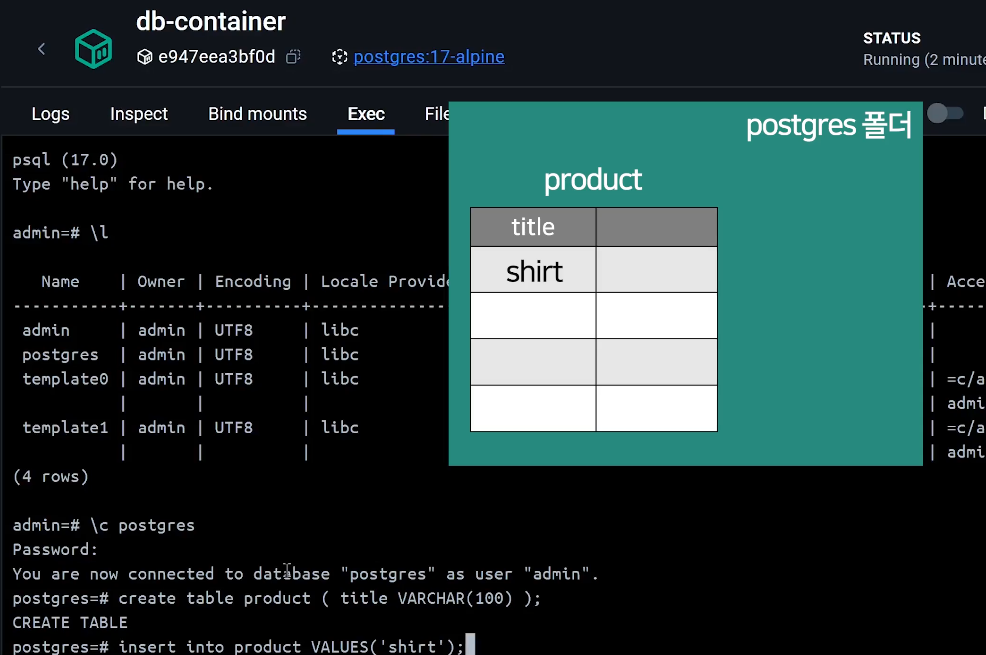 db-container
e947eea3bf0d postgres:17-alpine
STATUS
Running (2 minute
Logs Inspect Bind mounts Exec File
postgres 폴더
product
title
shirt
psql (17.0)
Type "help" for help.
admin=# \l
Name | Owner | Encoding | Locale Provide | Acce
-----------+-------+----------+---------------- -+-----
admin | admin | UTF8 | libc |
postgres | admin | UTF8 | libc |
template0 | admin | UTF8 | libc | =c/a
| | | | admi
template1 | admin | UTF8 | libc | =c/a
| | | | admi
(4 rows)
admin=# \c postgres
Password:
You are now connected to database "postgres" as user "admin".
postgres=# create table product ( title VARCHAR(100) );
CREATE TABLE
postgres=# insert into product VALUES('shirt');